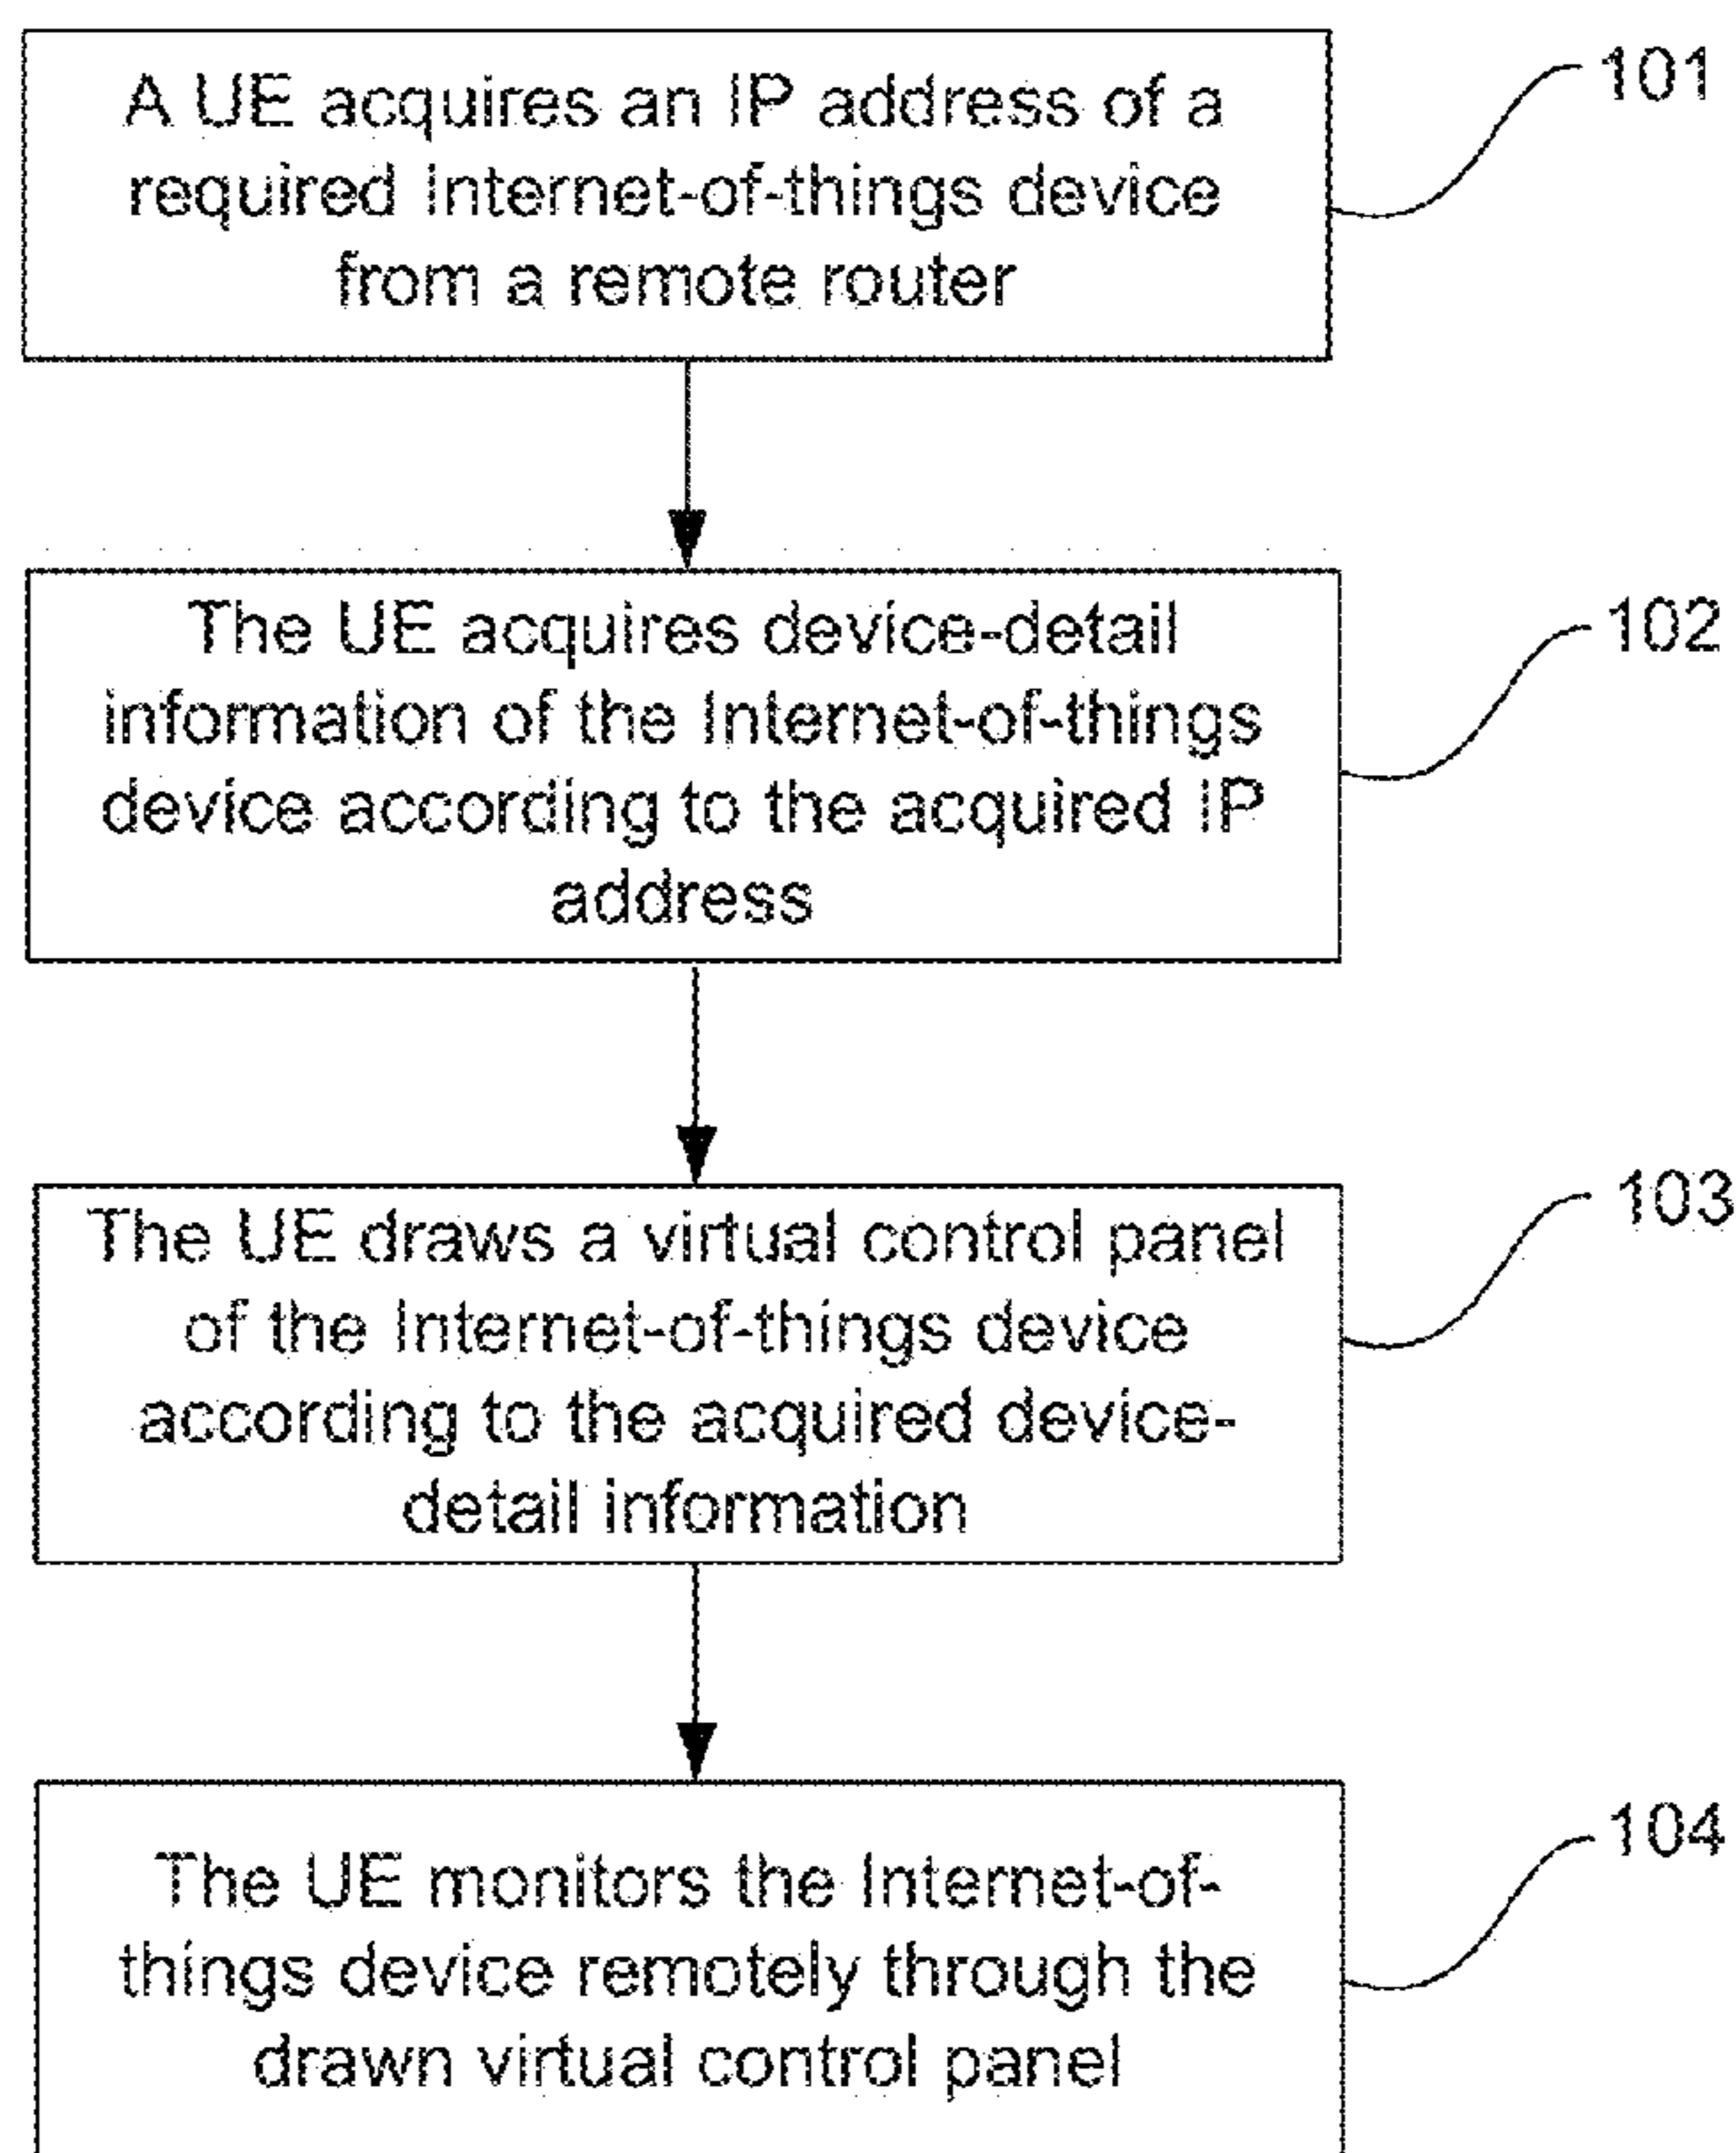 A UE acquires an IP address of a
required Internet-of-things device
from a remote router
101
The UE acquires device-detail
information of the Internet-of-things
device according to the acquired IP
address
102
The UE draws a virtual control panel
of the Internet-of-things device
according to the acquired device-
detail information
103
The UE monitors the Internet-of-
things device remotely through the
drawn virtual control panel
104